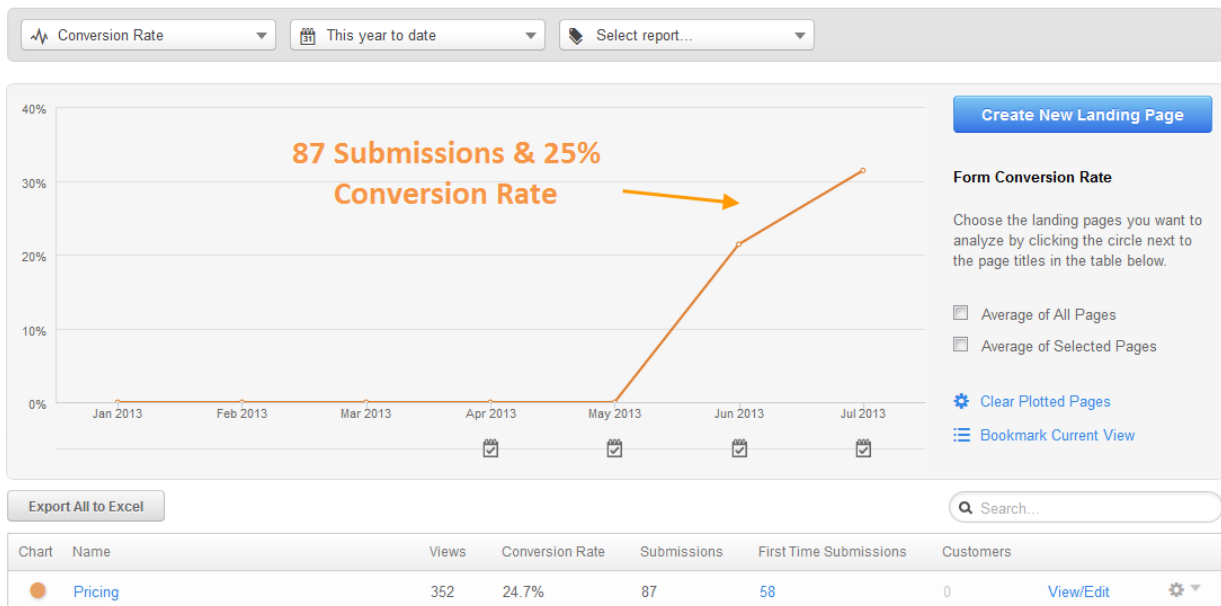 Conversion Rate
This year to date
Select report...
40%
30%
20%
10%
0%
87 Submissions & 25%
Conversion Rate
Jan 2013
Feb 2013
Mar 2013
Apr 2013
May 2013
Jun 2013
Jul 2013
Create New Landing Page
Form Conversion Rate
Choose the landing pages you want to
analyze by clicking the circle next to
the page titles in the table below.
Average of All Pages
Average of Selected Pages
Clear Plotted Pages
Bookmark Current View
Export All to Excel
Search...
Chart Name Views Conversion Rate Submissions First Time Submissions Customers
Pricing 352 24.7% 87 58 0 View/Edit